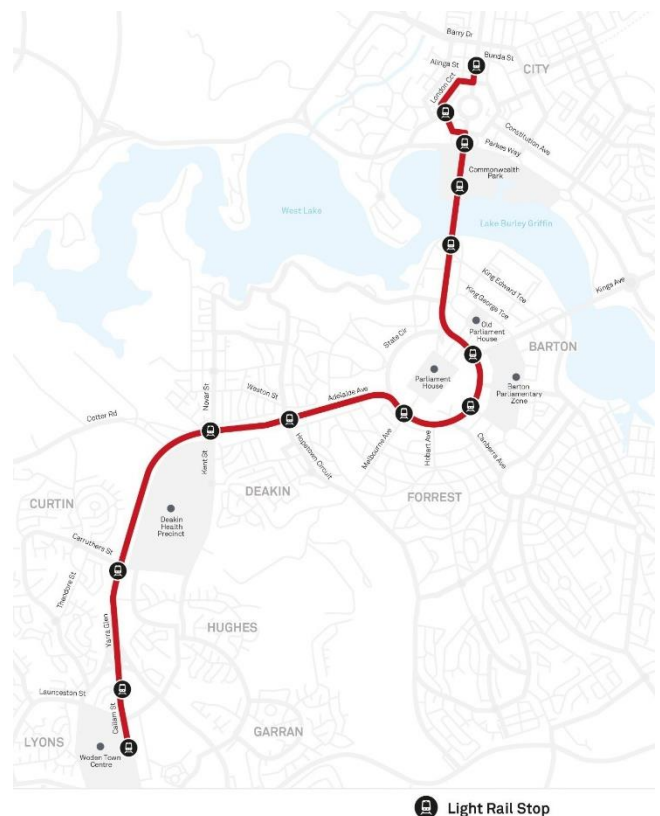 Barry Dr
Bunda St
Alinga St
CITY
London Cct
Constitution Ave
Parkes Way
Commonwealth
Park
West Lake
Lake Burley Griffin
King Edward Tce
Kings Ave
King George Tce
Old
Parliament
House
State Cir
BARTON
Parliament
House
Barton
Parliamentary
Zone
Novar St
Weston St
Adelaide Ave
Cotter Rd
Kent St
Hopetown Circuit
Melbourne Ave
Hobart Ave
Canberra Ave
DEAKIN
FORREST
CURTIN
Deakin
Health
Precinct
Carruthers St
Theodore St
Yarra Glen
HUGHES
Launceston St
Callam St
GARRAN
LYONS
Woden Town
Centre
Light Rail Stop